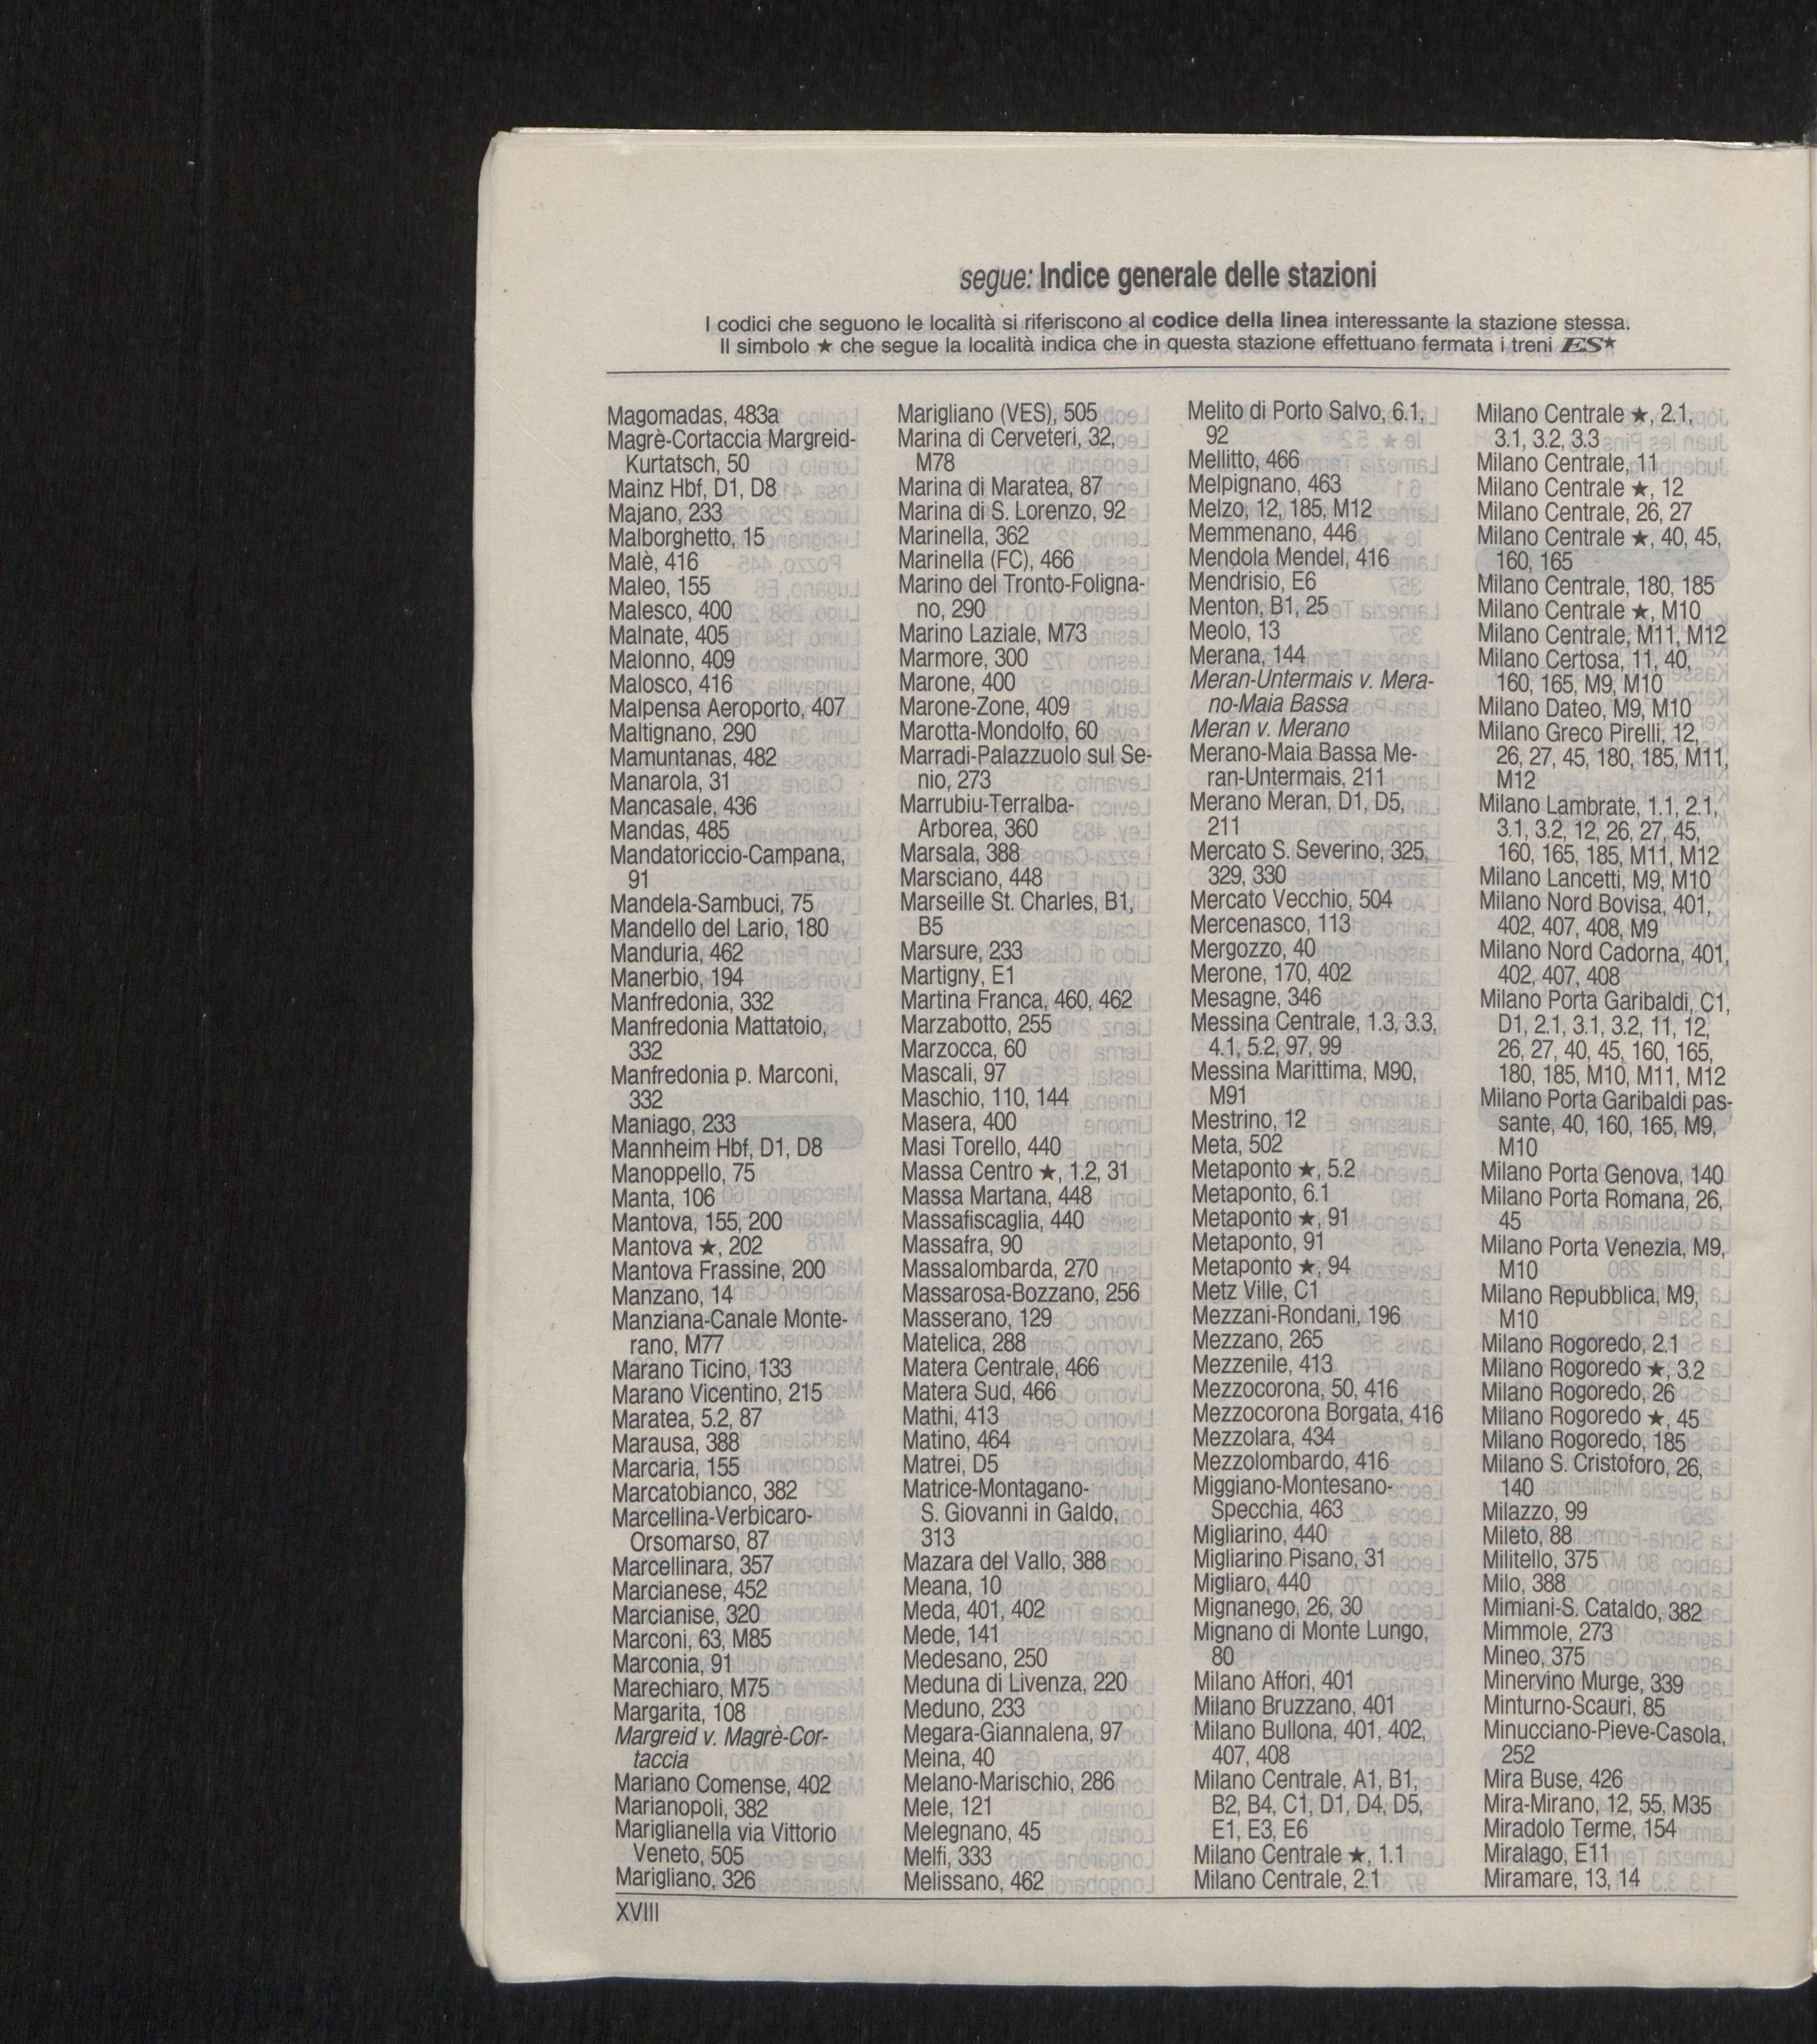 segue: Indice generale delle stazioni
I codici che seguono le località si riferiscono al codice della linea interessante la stazione stessa.
Il simbolo ★ che segue la località indica che in questa stazione effettuano fermata i treni ES★
Magomadas, 483a
Magrè-Cortaccia Margreid-
Kurtatsch, 50
Mainz Hbf, D1, D8
Majano, 233
Malborghetto, 15
Malè, 416
Maleo, 155
Malesco, 400
Malnate, 405
Malonno, 409
Malosco, 416
Malpensa Aeroporto, 407
Maltignano, 290
Mamuntanas, 482
Manarola, 31
Mancasale, 436
Mandas, 485
Mandatoriccio-Campana,
91
Mandela-Sambuci, 75
Mandello del Lario, 180
Manduria, 462
Manerbio, 194
Manfredonia, 332
Manfredonia Mattatoio,
332
Manfredonia p. Marconi,
332
Maniago, 233
Mannheim Hbf, D1, D8
Manoppello, 75
Manta, 106
Mantova, 155, 200
Mantova ★, 202
Mantova Frassine, 200
Manzano, 14
Manziana-Canale Monte-
rano, M77
Marano Ticino, 133
Marano Vicentino, 215
Maratea, 5.2, 87
Marausa, 388
Marcaria, 155
Marcatobianco, 382
Marcellina-Verbicaro-
Orsomarso, 87
Marcellinara, 357
Marcianese, 452
Marcianise, 320
Marconi, 63, M85
Marconia, 91
Marechiaro, M75
Margarita, 108
Margreid v. Magrè-Cor-
taccia
Mariano Comense, 402
Marianopoli, 382
Mariglianella via Vittorio
Veneto, 505
Marigliano, 326
Marigliano (VES), 505
Marina di Cerveteri, 32,
M78
Marina di Maratea, 87
Marina di S. Lorenzo, 92
Marinella, 362
Marinella (FC), 466
Marino del Tronto-Foligna-
no, 290
Marino Laziale, M73
Marmore, 300
Marone, 400
Marone-Zone, 409
Marotta-Mondolfo, 60
Marradi-Palazzuolo sul Se-
nio, 273
Marrubiu-Terralba-
Arborea, 360
Marsala, 388
Marsciano, 448
Marseille St. Charles, B1,
B5
Marsure, 233
Martigny, E1
Martina Franca, 460, 462
Marzabotto, 255
Marzocca, 60
Mascali, 97
Maschio, 110, 144
Masera, 400
Masi Torello, 440
Massa Centro ★, 1.2, 31
Massa Martana, 448
Massafiscaglia, 440
Massafra, 90
Massalombarda, 270
Massarosa-Bozzano, 256
Masserano, 129
Matelica, 288
Matera Centrale, 466
Matera Sud, 466
Mathi, 413
Matino, 464
Matrei, D5
Matrice-Montagano-
S. Giovanni in Galdo,
313
Mazara del Vallo, 388
Meana, 10
Meda, 401, 402
Mede, 141
Medesano, 250
Meduna di Livenza, 220
Meduno, 233
Megara-Giannalena, 97
Meina, 40
Melano-Marischio, 286
Mele, 121
Melegnano, 45
Melfi, 333
Melissano, 462
Melito di Porto Salvo, 6.1,
92
Mellitto, 466
Melpignano, 463
Melzo, 12, 185, M12
Memmenano, 446
Mendola Mendel, 416
Mendrisio, E6
Menton, B1, 25
Meolo, 13
Merana, 144
Meran-Untermais v. Mera-
no-Maia Bassa
Meran v. Merano
Merano-Maia Bassa Me-
ran-Untermais, 211
Merano Meran, D1, D5,
211
Mercato S. Severino, 325,
329, 330
Mercato Vecchio, 504
Mercenasco, 113
Mergozzo, 40
Merone, 170, 402
Mesagne, 346
Messina Centrale, 1.3, 3.3,
4.1, 5.2, 97, 99
Messina Marittima, M90,
M91
Mestrino, 12
Meta, 502
Metaponto ★, 5.2
Metaponto, 6.1
Metaponto ★, 91
Metaponto, 91
Metaponto ★, 94
Metz Ville, C1
Mezzani-Rondani, 196
Mezzano, 265
Mezzenile, 413
Mezzocorona, 50, 416
Mezzocorona Borgata, 416
Mezzolara, 434
Mezzolombardo, 416
Miggiano-Montesano-
Specchia, 463
Migliarino, 440
Migliarino Pisano, 31
Migliaro, 440
Mignanego, 26, 30
Mignano di Monte Lungo,
80
Milano Affori, 401
Milano Bruzzano, 401
Milano Bullona, 401, 402,
407, 408
Milano Centrale, A1, B1,
B2, B4, C1, D1, D4, D5,
E1, E3, E6
Milano Centrale ★, 1.1
Milano Centrale, 2.1
Milano Centrale ★, 2.1,
3.1, 3.2, 3.3
Milano Centrale, 11
Milano Centrale ★, 12
Milano Centrale, 26, 27
Milano Centrale ★, 40, 45,
160, 165
Milano Centrale, 180, 185
Milano Centrale ★, M10
Milano Centrale, M11, M12
Milano Certosa, 11, 40,
160, 165, M9, M10
Milano Dateo, M9, M10
Milano Greco Pirelli, 12,
26, 27, 45, 180, 185, M11,
M12
Milano Lambrate, 1.1, 2.1,
3.1, 3.2, 12, 26, 27, 45,
160, 165, 185, M11, M12
Milano Lancetti, M9, M10
Milano Nord Bovisa, 401,
402, 407, 408, M9
Milano Nord Cadorna, 401,
402, 407, 408
Milano Porta Garibaldi, C1,
D1, 2.1, 3.1, 3.2, 11, 12,
26, 27, 40, 45, 160, 165,
180, 185, M10, M11, M12
Milano Porta Garibaldi pas-
sante, 40, 160, 165, M9,
M10
Milano Porta Genova, 140
Milano Porta Romana, 26,
45
Milano Porta Venezia, M9,
M10
Milano Repubblica, M9,
M10
Milano Rogoredo, 2.1
Milano Rogoredo ★, 3.2
Milano Rogoredo, 26
Milano Rogoredo ★, 45
Milano Rogoredo, 185
Milano S. Cristoforo, 26,
140
Milazzo, 99
Mileto, 88
Militello, 375
Milo, 388
Mimiani-S. Cataldo, 382
Mimmole, 273
Mineo, 375
Minervino Murge, 339
Minturno-Scauri, 85
Minucciano-Pieve-Casola,
252
Mira Buse, 426
Mira-Mirano, 12, 55, M35
Miradolo Terme, 154
Miralago, E11
Miramare, 13, 14
XVIII